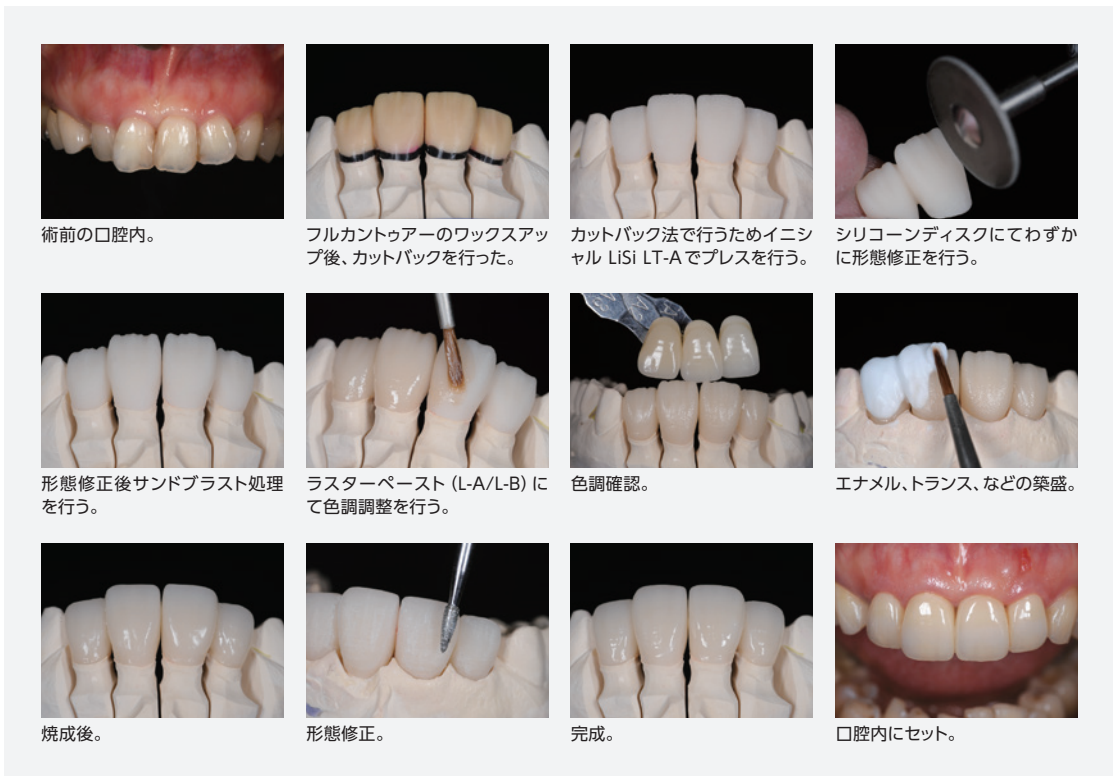 術前の口腔内。
フルカントゥアーのワックスアッ
プ後、カットバックを行った。
カットバック法で行うためイニシ
ャル LiSi LT-Aでプレスを行う。
シリコーンディスクにてわずか
に形態修正を行う。
形態修正後サンドブラスト処理
を行う。
ラスターペースト(L-A/L-B)に
て色調調整を行う。
色調確認。
エナメル、トランス、などの築盛。
焼成後。
形態修正。
完成。
口腔内にセット。